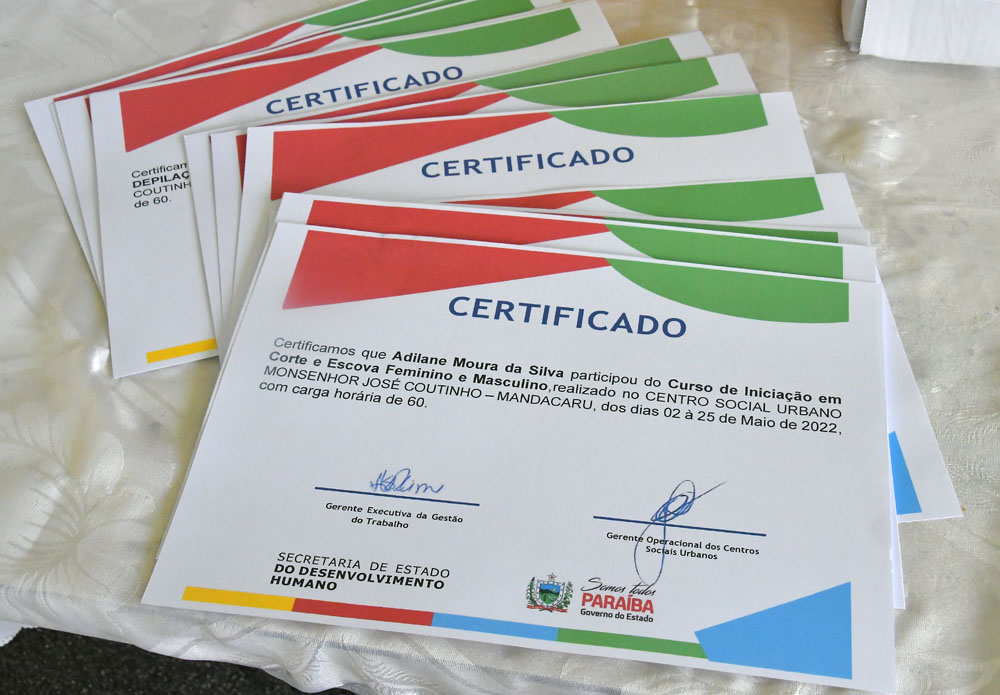 CERTIFICADO
Certifican
DEPILAÇ
COUTINH
de 60.
CERTIFICADO
CERTIFICADO
Certificamos que Adilane Moura da Silva participou do Curso de Iniciação em
Corte e Escova Feminino e Masculino,realizado no CENTRO SOCIAL URBANO
MONSENHOR JOSÉ COUTINHO – MANDACARU, dos dias 02 à 25 de Maio de 2022,
com carga horária de 60.
Gerente Executiva da Gestão
do Trabalho
Gerente Operacional dos Centros
Sociais Urbanos
SECRETARIA DE ESTADO
DO DESENVOLVIMENTO
HUMANO
Somos todos
PARAÍBA
Governo do Estado